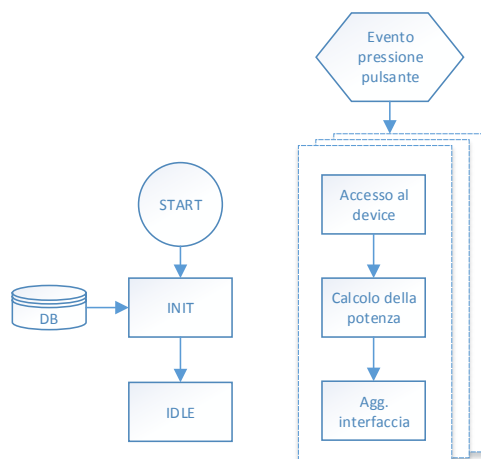 Evento
pressione
pulsante
START
DB
INIT
IDLE
Accesso al
device
Calcolo della
potenza
Agg.
interfaccia